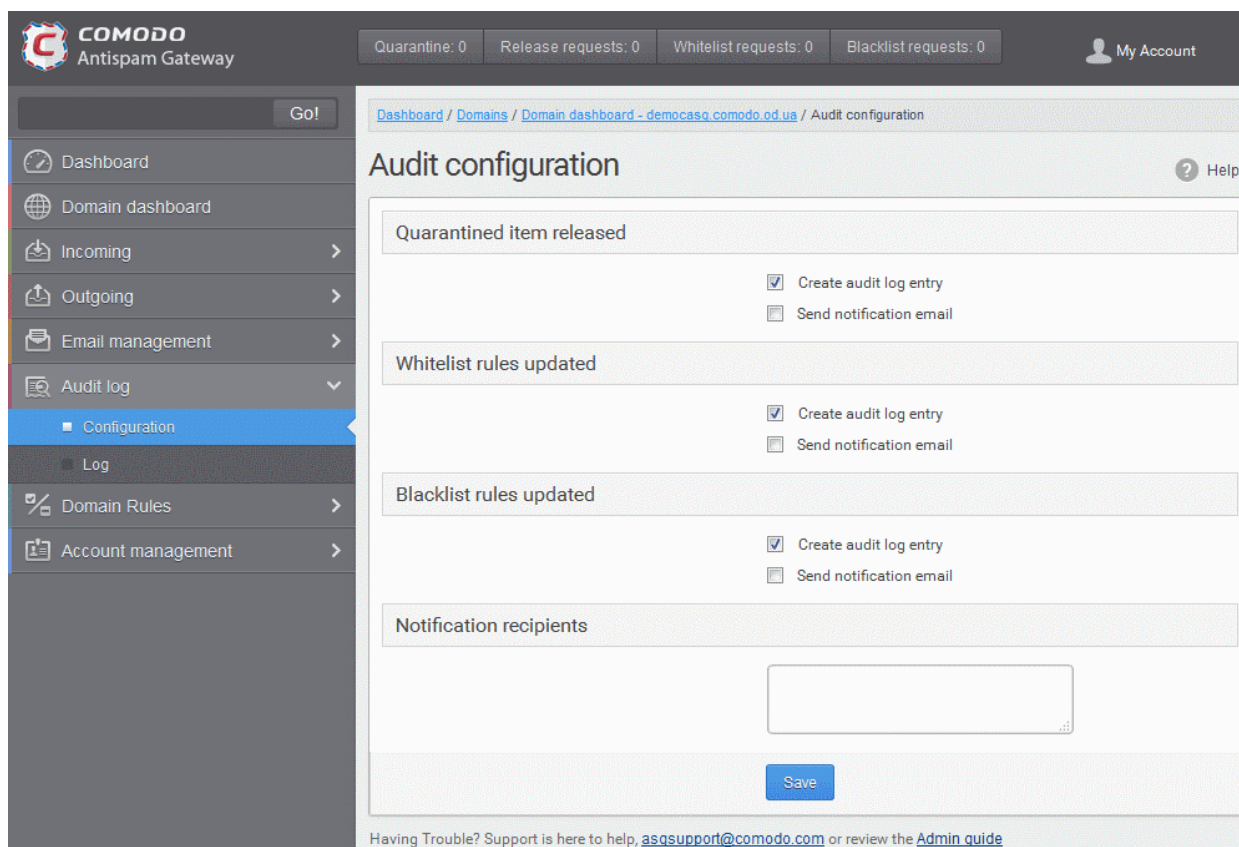 COMODO
Antispam Gateway
Quarantine: 0
Release requests: 0
Whitelist requests: 0
Blacklist requests: 0
My Account
Go!
Dashboard
Domain dashboard
Incoming
Outgoing
Email management
Audit log
Configuration
Log
Domain Rules
Account management
Dashboard / Domains / Domain dashboard - democasg.comodo.od.ua / Audit configuration
Audit configuration
Help
Quarantined item released
Create audit log entry
Send notification email
Whitelist rules updated
Create audit log entry
Send notification email
Blacklist rules updated
Create audit log entry
Send notification email
Notification recipients
Save
Having Trouble? Support is here to help, asgsupport@comodo.com or review the Admin guide